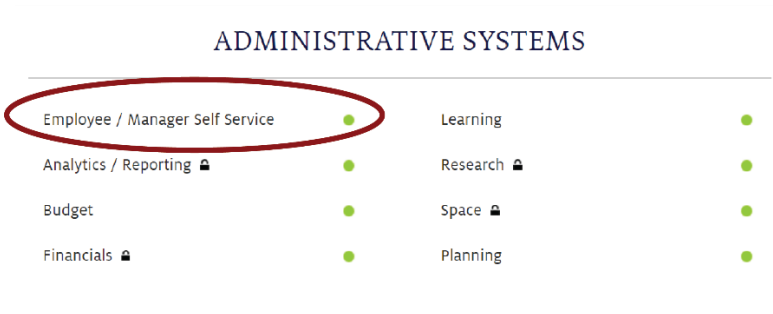 ADMINISTRATIVE SYSTEMS
Employee / Manager Self Service
Analytics / Reporting
Budget
Financials
Learning
Research
Space
Planning